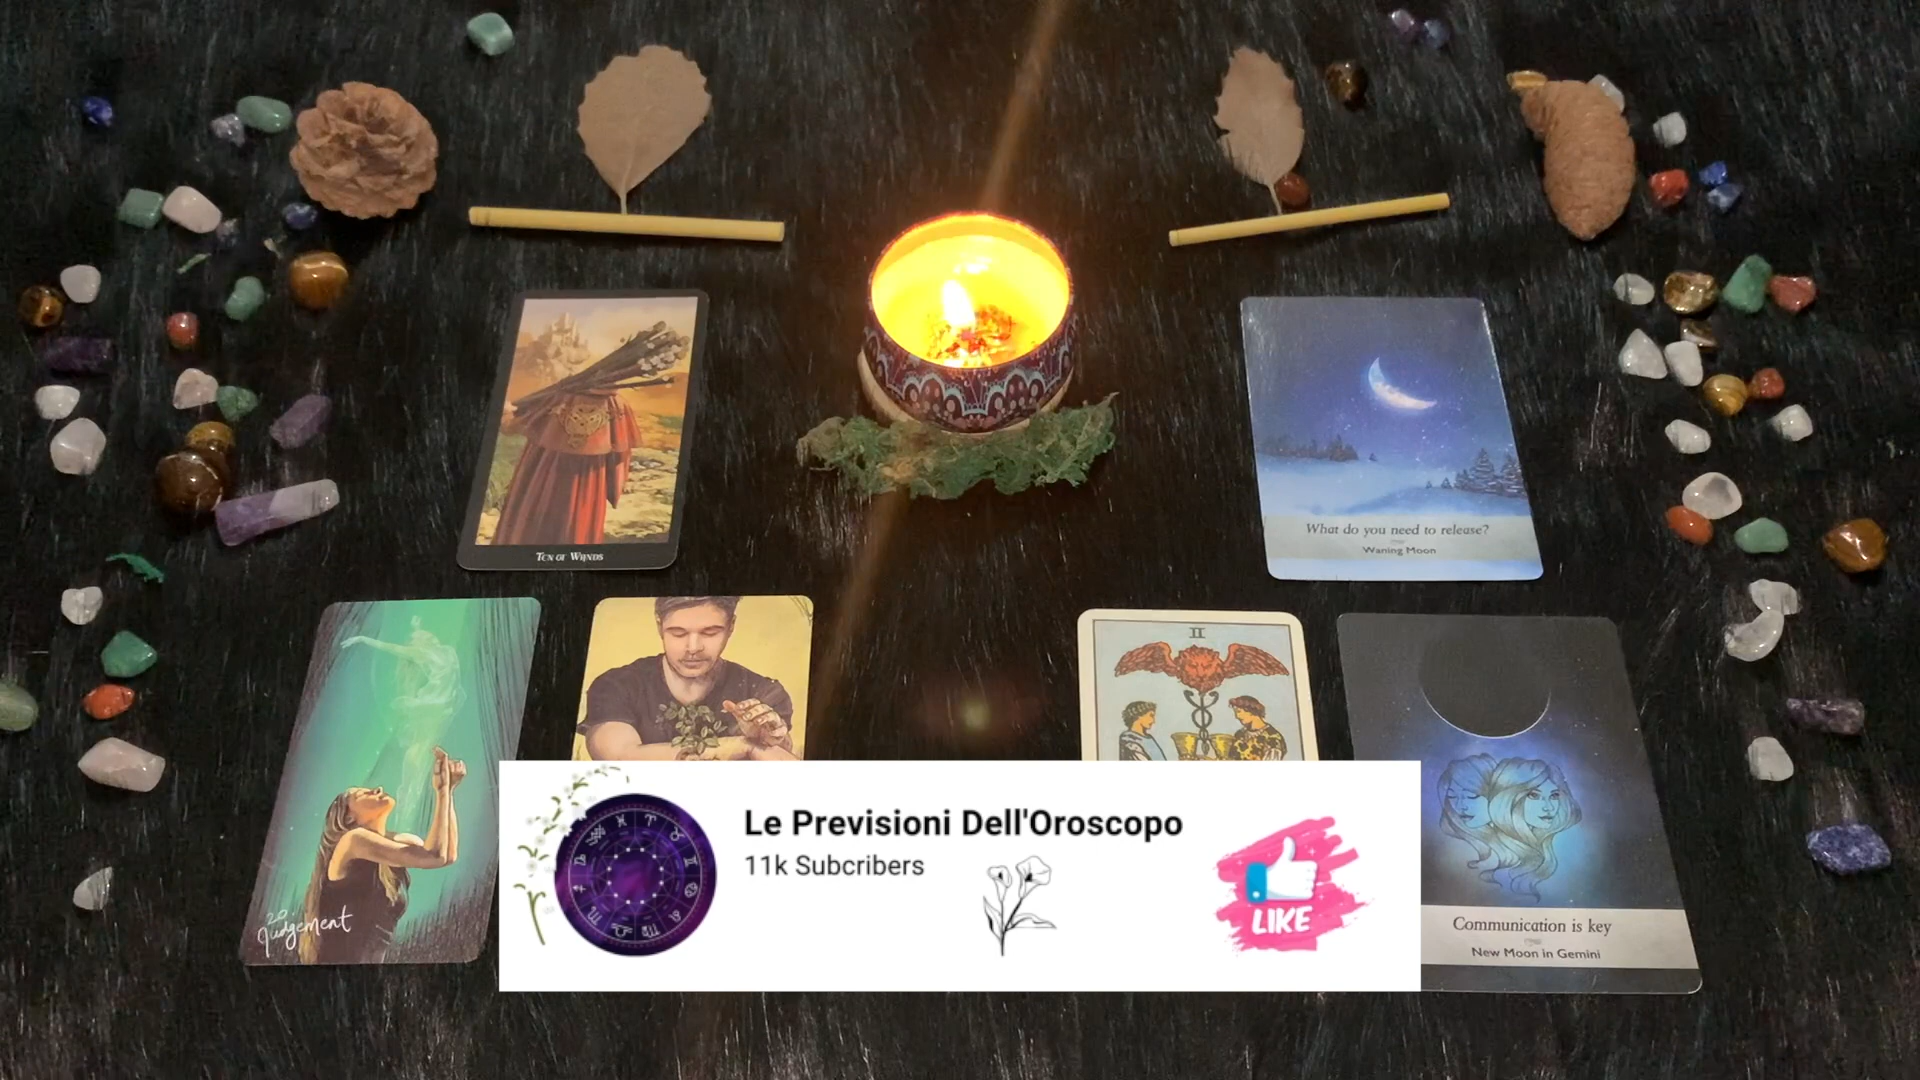 TEN OF WANDS
What do you need to release?
Waning Moon
II
20.
Judgement
Le Previsioni Dell'Oroscopo
11k Subcribers
LIKE
Communication is key
New Moon in Gemini